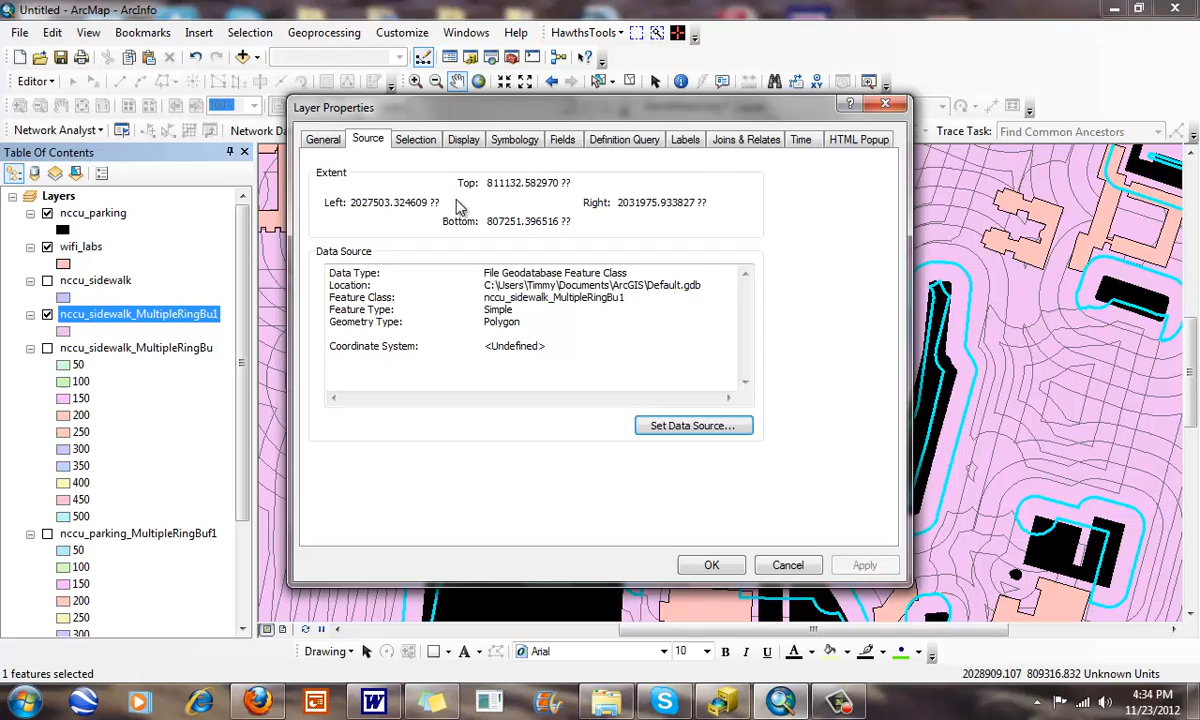 Untitled - ArcMap - ArcInfo
File Edit View Bookmarks Insert Selection Geoprocessing Customize Windows Help HawthsTools
Editor
100%
Network Analyst Network Da Trace Task: Find Common Ancestors
Table Of Contents
Layers
nccu_parking
wifi_labs
nccu_sidewalk
nccu_sidewalk_MultipleRingBu1
nccu_sidewalk_MultipleRingBu
50
100
150
200
250
300
350
400
450
500
nccu_parking_MultipleRingBuf1
50
100
150
200
250
300
Layer Properties
General Source Selection Display Symbology Fields Definition Query Labels Joins & Relates Time HTML Popup
Extent
Top: 811132.582970 ??
Left: 2027503.324609 ?? Right: 2031975.933827 ??
Bottom: 807251.396516 ??
Data Source
Data Type: File Geodatabase Feature Class
Location: C:\Users\Timmy\Documents\ArcGIS\Default.gdb
Feature Class: nccu_sidewalk_MultipleRingBu1
Feature Type: Simple
Geometry Type: Polygon
Coordinate System: <Undefined>
Set Data Source...
OK Cancel Apply
Drawing A Arial 10 B I U A
1 features selected 2028909.107 809316.832 Unknown Units
4:34 PM
11/23/2012